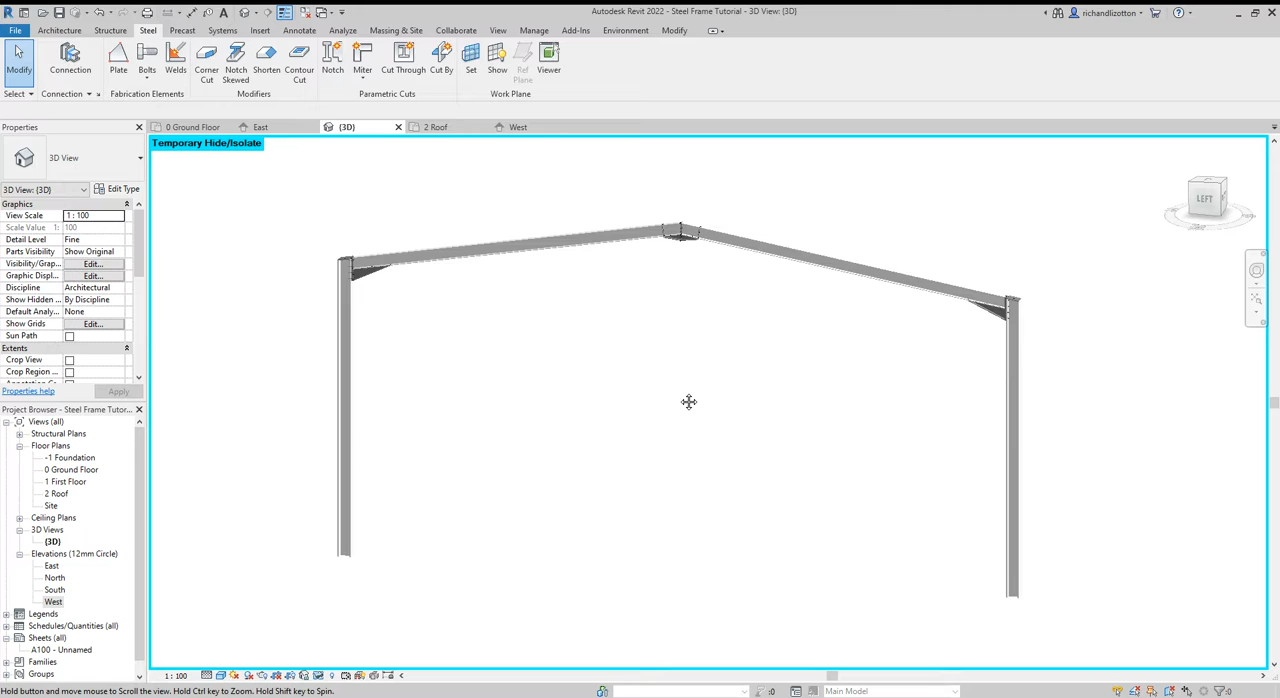 Autodesk Revit 2022 - Steel Frame Tutorial - 3D View: {3D}
richandlizotton
File Architecture Structure Steel Precast Systems Insert Annotate Analyze Massing & Site Collaborate View Manage Add-Ins Environment Modify
Modify Connection Plate Bolts Welds Corner Cut Notch Skewed Shorten Contour Cut Notch Miter Cut Through Cut By Set Show Ref Plane Viewer
Select Connection Fabrication Elements Modifiers Parametric Cuts Work Plane
Properties
0 Ground Floor East {3D} 2 Roof West
Temporary Hide/Isolate
3D View
3D View: {3D} Edit Type
Graphics
View Scale 1 : 100
Scale Value 1: 100
Detail Level Fine
Parts Visibility Show Original
Visibility/Grap... Edit...
Graphic Displ... Edit...
Discipline Architectural
Show Hidden ... By Discipline
Default Analy... None
Show Grids Edit...
Sun Path
Extents
Crop View
Crop Region ...
Properties help Apply
Project Browser - Steel Frame Tutor...
Views (all)
Structural Plans
Floor Plans
-1 Foundation
0 Ground Floor
1 First Floor
2 Roof
Site
Ceiling Plans
3D Views
{3D}
Elevations (12mm Circle)
East
North
South
West
Legends
Schedules/Quantities (all)
Sheets (all)
A100 - Unnamed
Families
Groups
LEFT
1 : 100
Hold button and move mouse to Scroll the view. Hold Ctrl key to Zoom. Hold Shift key to Spin.
:0
Main Model
:0